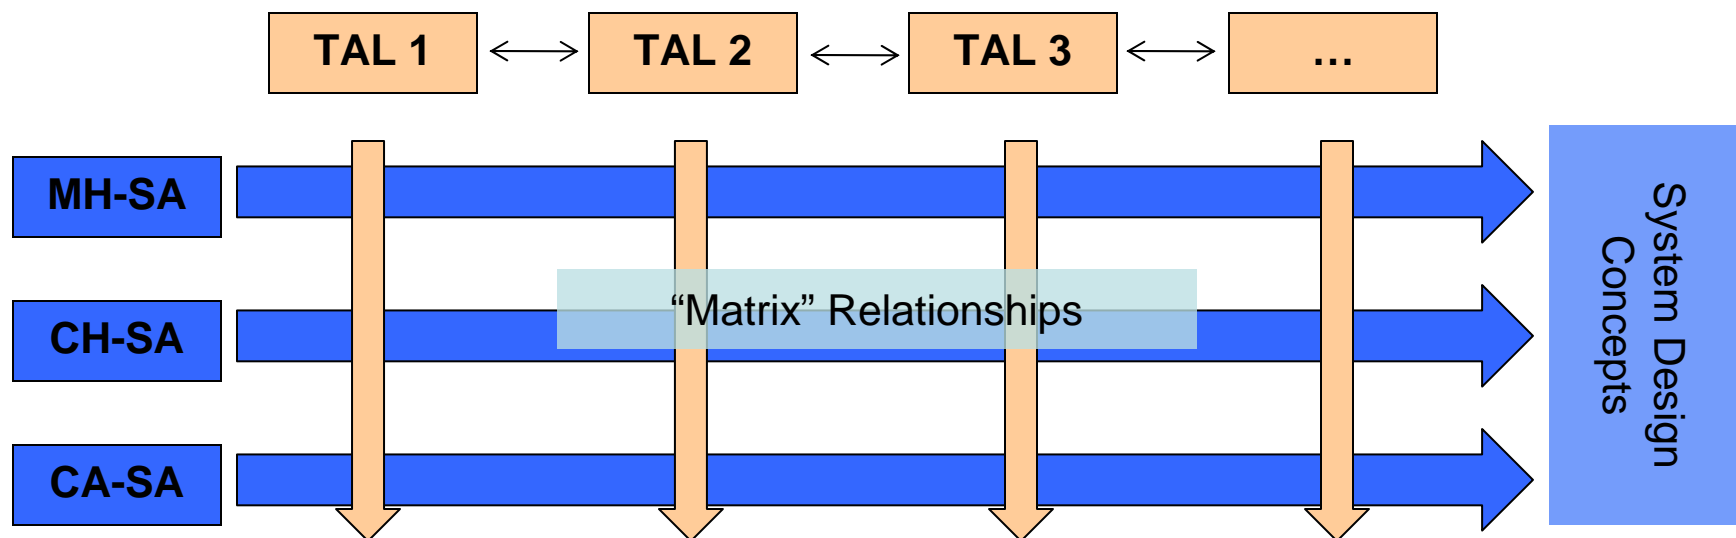 TAL 1
TAL 2
TAL 3
…
MH-SA
CH-SA
CA-SA
“Matrix” Relationships
System Design
Concepts